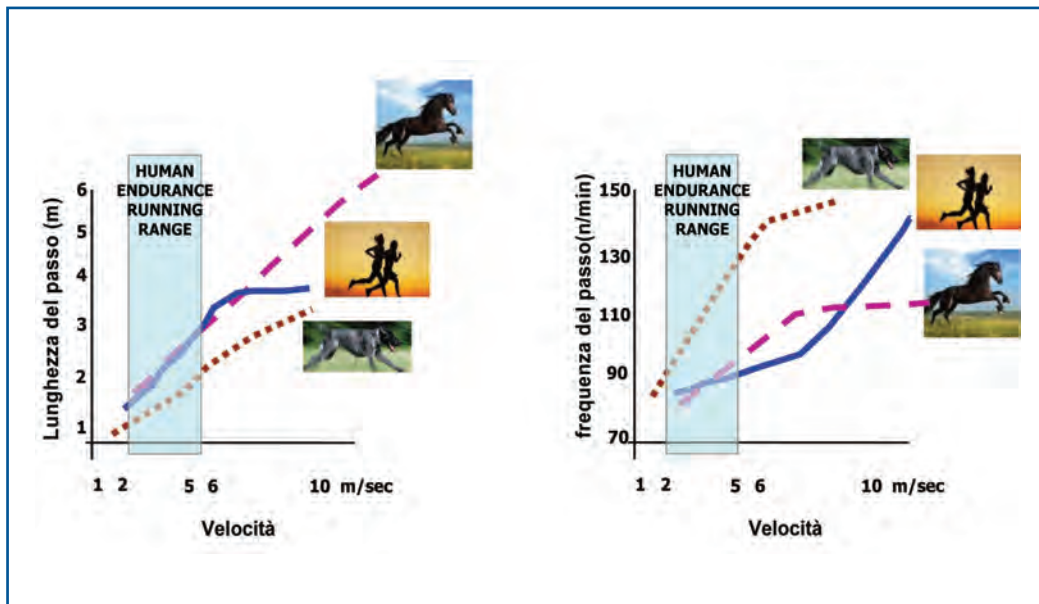 HUMAN
ENDURANCE
RUNNING
RANGE
Lunghezza del passo (m)
6
5
4
3
2
1
1 2 5 6 10 m/sec
Velocità
HUMAN
ENDURANCE
RUNNING
RANGE
frequenza del passo(n/min)
150
130
110
90
70
1 2 5 6 10 m/sec
Velocità